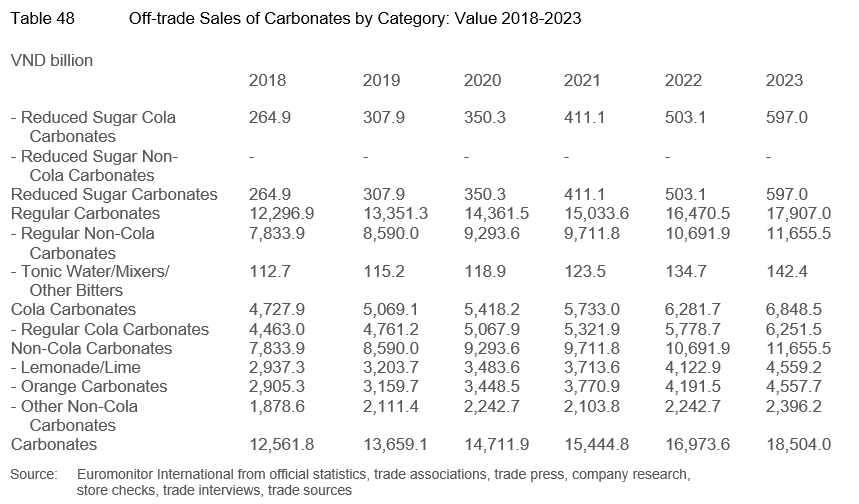 Table 48 Off-trade Sales of Carbonates by Category: Value 2018-2023
VND billion
2018 2019 2020 2021 2022 2023
- Reduced Sugar Cola 264.9 307.9 350.3 411.1 503.1 597.0
Carbonates
- Reduced Sugar Non- - - - - - -
Cola Carbonates
Reduced Sugar Carbonates 264.9 307.9 350.3 411.1 503.1 597.0
Regular Carbonates 12,296.9 13,351.3 14,361.5 15,033.6 16,470.5 17,907.0
- Regular Non-Cola 7,833.9 8,590.0 9,293.6 9,711.8 10,691.9 11,655.5
Carbonates
- Tonic Water/Mixers/ 112.7 115.2 118.9 123.5 134.7 142.4
Other Bitters
Cola Carbonates 4,727.9 5,069.1 5,418.2 5,733.0 6,281.7 6,848.5
- Regular Cola Carbonates 4,463.0 4,761.2 5,067.9 5,321.9 5,778.7 6,251.5
Non-Cola Carbonates 7,833.9 8,590.0 9,293.6 9,711.8 10,691.9 11,655.5
- Lemonade/Lime 2,937.3 3,203.7 3,483.6 3,713.6 4,122.9 4,559.2
- Orange Carbonates 2,905.3 3,159.7 3,448.5 3,770.9 4,191.5 4,557.7
- Other Non-Cola 1,878.6 2,111.4 2,242.7 2,103.8 2,242.7 2,396.2
Carbonates
Carbonates 12,561.8 13,659.1 14,711.9 15,444.8 16,973.6 18,504.0
Source: Euromonitor International from official statistics, trade associations, trade press, company research,
store checks, trade interviews, trade sources